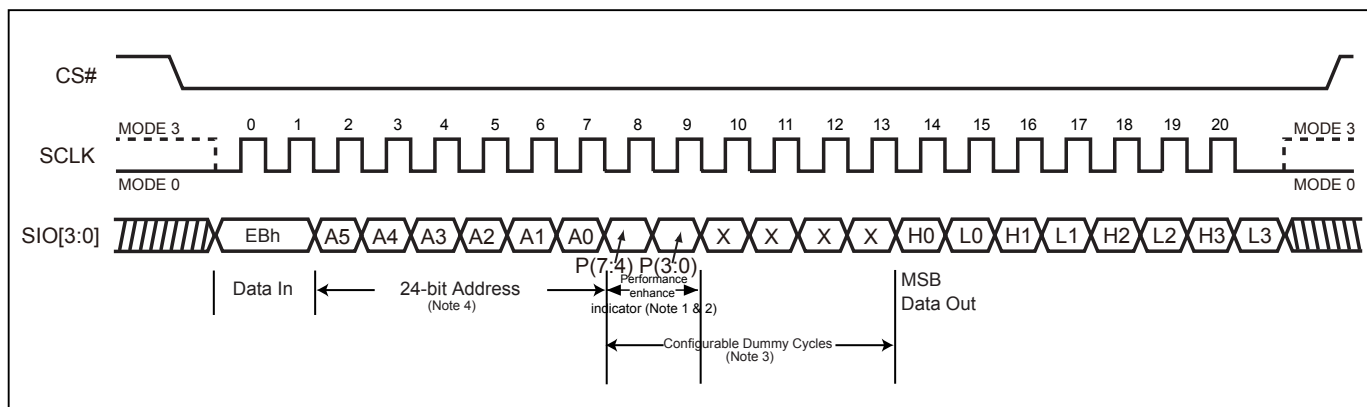 CS#
MODE 3
0 1 2 3 4 5 6 7 8 9 10 11 12 13 14 15 16 17 18 19 20
MODE 3
SCLK
MODE 0
MODE 0
SIO[3:0]
EBh A5 A4 A3 A2 A1 A0 X X X X H0 L0 H1 L1 H2 L2 H3 L3
P(7:4) P(3:0)
Data In
24-bit Address
(Note 4)
Performance
enhance
indicator (Note 1 & 2)
MSB
Data Out
Configurable Dummy Cycles
(Note 3)